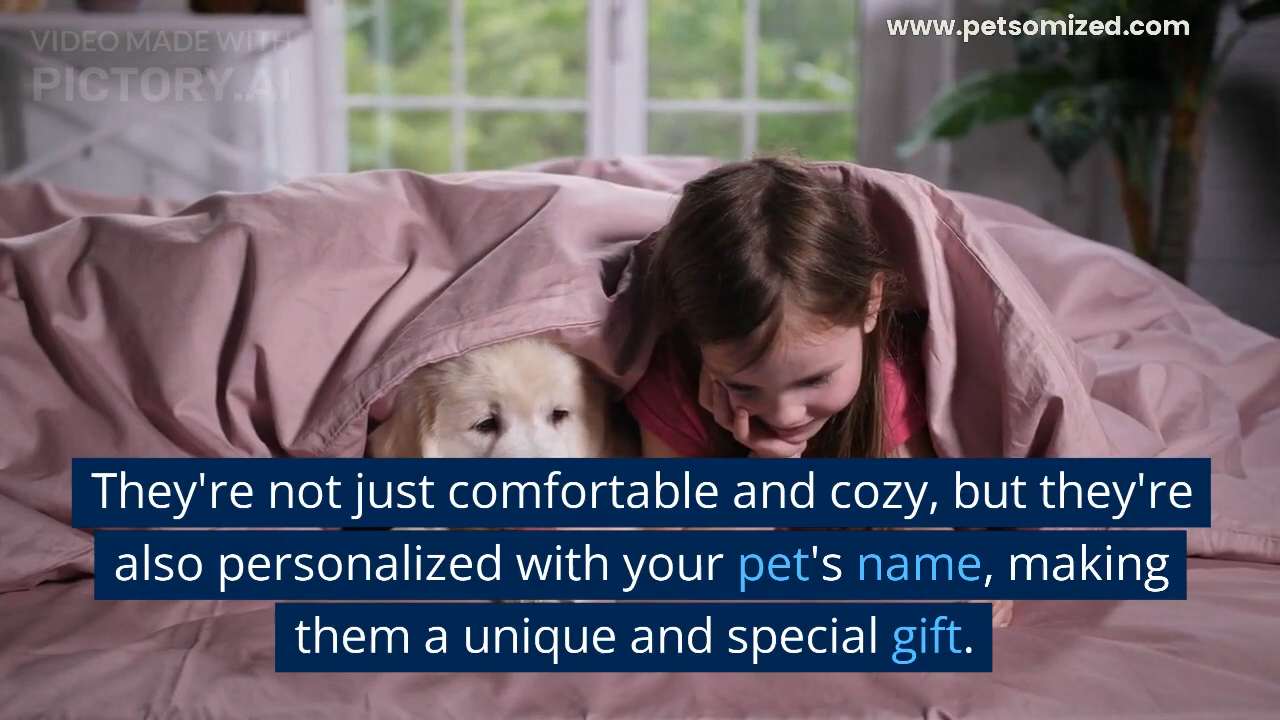 VIDEO MADE WITH
PICTORY.AI
www.petsomized.com
They're not just comfortable and cozy, but they're
also personalized with your pet's name, making
them a unique and special gift.